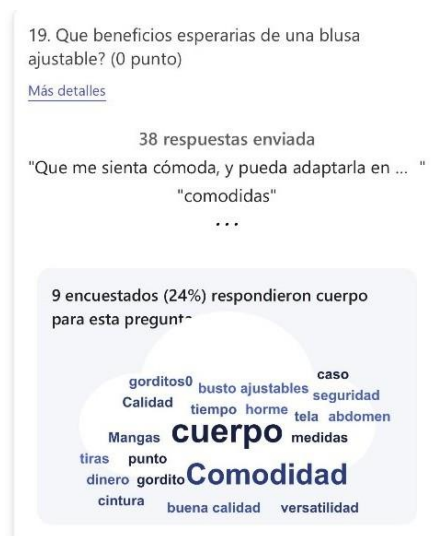 19. Que beneficios esperarias de una blusa
ajustable? (0 punto)
Más detalles
38 respuestas enviada
"Que me sienta cómoda, y pueda adaptarla en ... "
"comodidas"
...
9 encuestados (24%) respondieron cuerpo
para esta pregunta
caso
gorditos0 busto ajustables seguridad
Calidad tiempo horme tela abdomen
Mangas cuerpo medidas
tiras punto
dinero gordito Comodidad
cintura buena calidad versatilidad